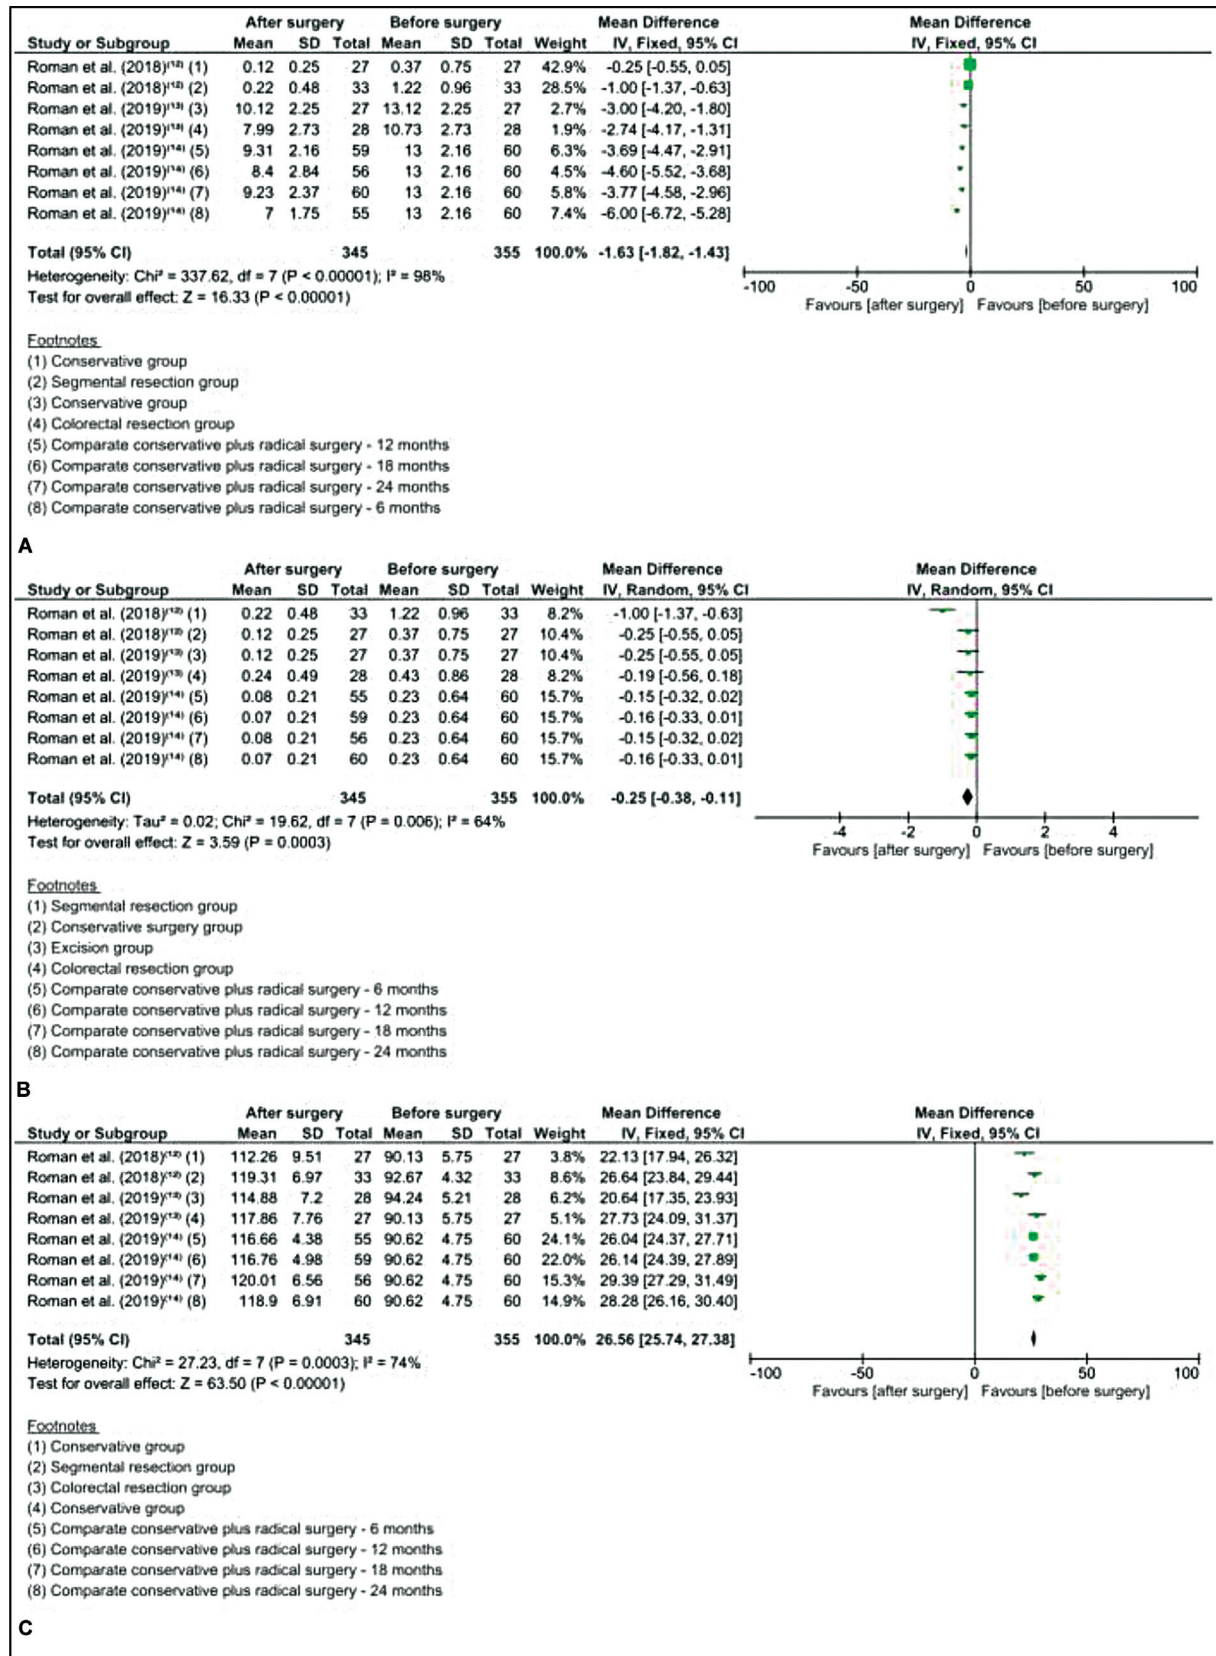 After surgery Before surgery Mean Difference Mean Difference
Study or Subgroup Mean SD Total Mean SD Total Weight IV, Fixed, 95% CI IV, Fixed, 95% CI
Roman et al. (2018)⁽¹²⁾ (1) 0.12 0.25 27 0.37 0.75 27 42.9% -0.25 [-0.55, 0.05]
Roman et al. (2018)⁽¹²⁾ (2) 0.22 0.48 33 1.22 0.96 33 28.5% -1.00 [-1.37, -0.63]
Roman et al. (2019)⁽¹³⁾ (3) 10.12 2.25 27 13.12 2.25 27 2.7% -3.00 [-4.20, -1.80]
Roman et al. (2019)⁽¹³⁾ (4) 7.99 2.73 28 10.73 2.73 28 1.9% -2.74 [-4.17, -1.31]
Roman et al. (2019)⁽¹⁴⁾ (5) 9.31 2.16 59 13 2.16 60 6.3% -3.69 [-4.47, -2.91]
Roman et al. (2019)⁽¹⁴⁾ (6) 8.4 2.84 56 13 2.16 60 4.5% -4.60 [-5.52, -3.68]
Roman et al. (2019)⁽¹⁴⁾ (7) 9.23 2.37 60 13 2.16 60 5.8% -3.77 [-4.58, -2.96]
Roman et al. (2019)⁽¹⁴⁾ (8) 7 1.75 55 13 2.16 60 7.4% -6.00 [-6.72, -5.28]
Total (95% CI) 345 355 100.0% -1.63 [-1.82, -1.43]
Heterogeneity: Chi² = 337.62, df = 7 (P < 0.00001); I² = 98%
Test for overall effect: Z = 16.33 (P < 0.00001)
-100 -50 0 50 100
Favours [after surgery] Favours [before surgery]
Footnotes
(1) Conservative group
(2) Segmental resection group
(3) Conservative group
(4) Colorectal resection group
(5) Comparate conservative plus radical surgery - 12 months
(6) Comparate conservative plus radical surgery - 18 months
(7) Comparate conservative plus radical surgery - 24 months
(8) Comparate conservative plus radical surgery - 6 months
A
After surgery Before surgery Mean Difference Mean Difference
Study or Subgroup Mean SD Total Mean SD Total Weight IV, Random, 95% CI IV, Random, 95% CI
Roman et al. (2018)⁽¹²⁾ (1) 0.22 0.48 33 1.22 0.96 33 8.2% -1.00 [-1.37, -0.63]
Roman et al. (2018)⁽¹²⁾ (2) 0.12 0.25 27 0.37 0.75 27 10.4% -0.25 [-0.55, 0.05]
Roman et al. (2019)⁽¹³⁾ (3) 0.12 0.25 27 0.37 0.75 27 10.4% -0.25 [-0.55, 0.05]
Roman et al. (2019)⁽¹³⁾ (4) 0.24 0.49 28 0.43 0.86 28 8.2% -0.19 [-0.56, 0.18]
Roman et al. (2019)⁽¹⁴⁾ (5) 0.08 0.21 55 0.23 0.64 60 15.7% -0.15 [-0.32, 0.02]
Roman et al. (2019)⁽¹⁴⁾ (6) 0.07 0.21 59 0.23 0.64 60 15.7% -0.16 [-0.33, 0.01]
Roman et al. (2019)⁽¹⁴⁾ (7) 0.08 0.21 56 0.23 0.64 60 15.7% -0.15 [-0.32, 0.02]
Roman et al. (2019)⁽¹⁴⁾ (8) 0.07 0.21 60 0.23 0.64 60 15.7% -0.16 [-0.33, 0.01]
Total (95% CI) 345 355 100.0% -0.25 [-0.38, -0.11]
Heterogeneity: Tau² = 0.02; Chi² = 19.62, df = 7 (P = 0.006); I² = 64%
Test for overall effect: Z = 3.59 (P = 0.0003)
-4 -2 0 2 4
Favours [after surgery] Favours [before surgery]
Footnotes
(1) Segmental resection group
(2) Conservative surgery group
(3) Excision group
(4) Colorectal resection group
(5) Comparate conservative plus radical surgery - 6 months
(6) Comparate conservative plus radical surgery - 12 months
(7) Comparate conservative plus radical surgery - 18 months
(8) Comparate conservative plus radical surgery - 24 months
B
After surgery Before surgery Mean Difference Mean Difference
Study or Subgroup Mean SD Total Mean SD Total Weight IV, Fixed, 95% CI IV, Fixed, 95% CI
Roman et al. (2018)⁽¹²⁾ (1) 112.26 9.51 27 90.13 5.75 27 3.8% 22.13 [17.94, 26.32]
Roman et al. (2018)⁽¹²⁾ (2) 119.31 6.97 33 92.67 4.32 33 8.6% 26.64 [23.84, 29.44]
Roman et al. (2019)⁽¹³⁾ (3) 114.88 7.2 28 94.24 5.21 28 6.2% 20.64 [17.35, 23.93]
Roman et al. (2019)⁽¹³⁾ (4) 117.86 7.76 27 90.13 5.75 27 5.1% 27.73 [24.09, 31.37]
Roman et al. (2019)⁽¹⁴⁾ (5) 116.66 4.38 55 90.62 4.75 60 24.1% 26.04 [24.37, 27.71]
Roman et al. (2019)⁽¹⁴⁾ (6) 116.76 4.98 59 90.62 4.75 60 22.0% 26.14 [24.39, 27.89]
Roman et al. (2019)⁽¹⁴⁾ (7) 120.01 6.56 56 90.62 4.75 60 15.3% 29.39 [27.29, 31.49]
Roman et al. (2019)⁽¹⁴⁾ (8) 118.9 6.91 60 90.62 4.75 60 14.9% 28.28 [26.16, 30.40]
Total (95% CI) 345 355 100.0% 26.56 [25.74, 27.38]
Heterogeneity: Chi² = 27.23, df = 7 (P = 0.0003); I² = 74%
Test for overall effect: Z = 63.50 (P < 0.00001)
-100 -50 0 50 100
Favours [after surgery] Favours [before surgery]
Footnotes
(1) Conservative group
(2) Segmental resection group
(3) Colorectal resection group
(4) Conservative group
(5) Comparate conservative plus radical surgery - 6 months
(6) Comparate conservative plus radical surgery - 12 months
(7) Comparate conservative plus radical surgery - 18 months
(8) Comparate conservative plus radical surgery - 24 months
C